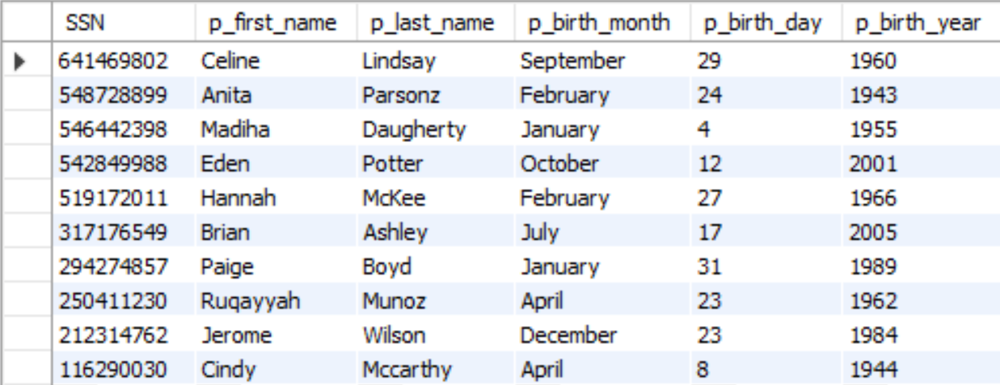 SSN p_first_name p_last_name p_birth_month p_birth_day p_birth_year
641469802 Celine Lindsay September 29 1960
548728899 Anita Parsonz February 24 1943
546442398 Madiha Daugherty January 4 1955
542849988 Eden Potter October 12 2001
519172011 Hannah McKee February 27 1966
317176549 Brian Ashley July 17 2005
294274857 Paige Boyd January 31 1989
250411230 Ruqayyah Munoz April 23 1962
212314762 Jerome Wilson December 23 1984
116290030 Cindy Mccarthy April 8 1944